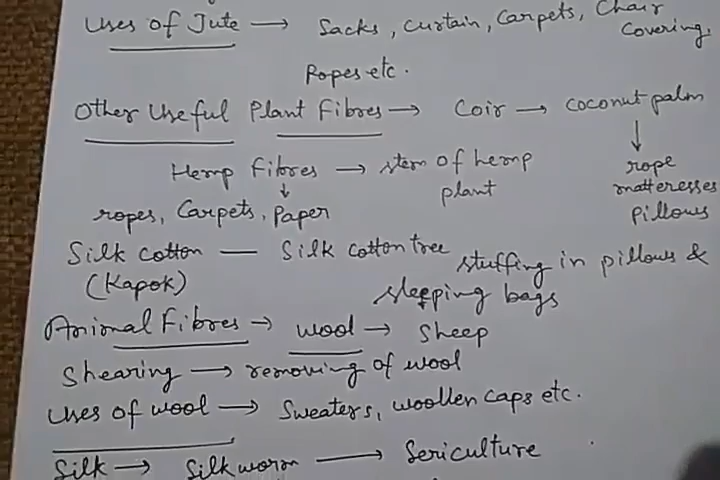 Uses of Jute → Sacks, Curtain, Carpets, Chair
Covering,
Ropes etc.
Other Useful Plant Fibres → Coir → coconut palm
↓
Hemp Fibres → stem of hemp
plant
rope
matteresses
pillows
↓
ropes, Carpets, paper
Silk cotton — Silk cotton tree
(Kapok)
stuffing in pillows &
sleeping bags
Animal Fibres → wool → Sheep
Shearing → removing of wool
Uses of wool → Sweaters, woollen caps etc.
Silk → Silk worm → Sericulture